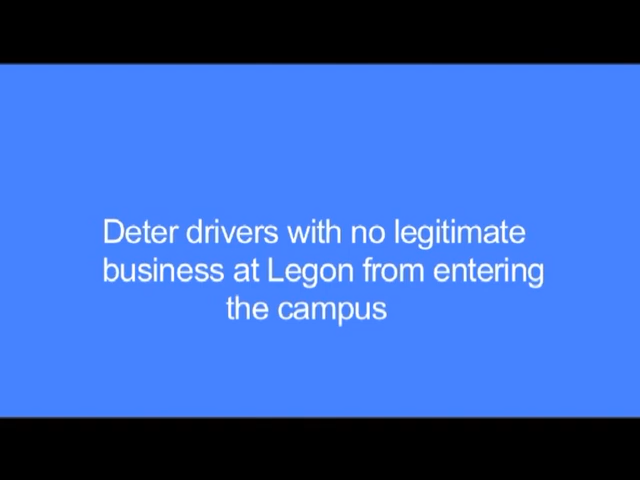 Deter drivers with no legitimate
business at Legon from entering
the campus